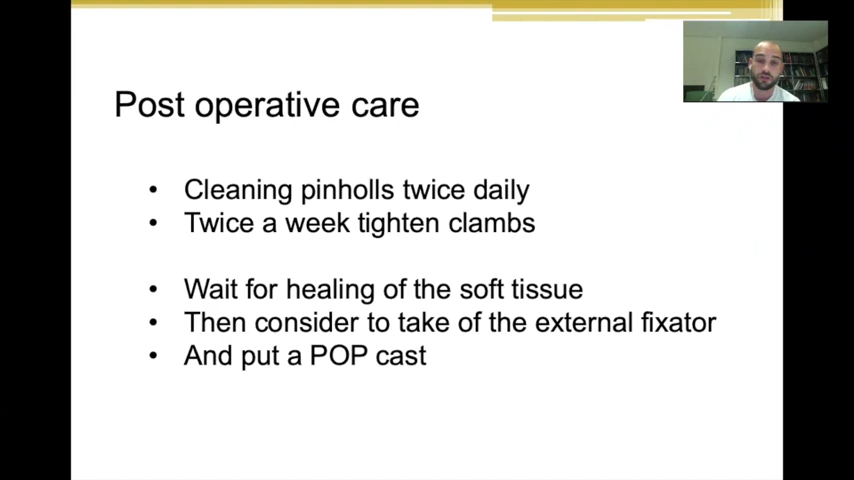 Post operative care
• Cleaning pinholls twice daily
• Twice a week tighten clambs
• Wait for healing of the soft tissue
• Then consider to take of the external fixator
• And put a POP cast